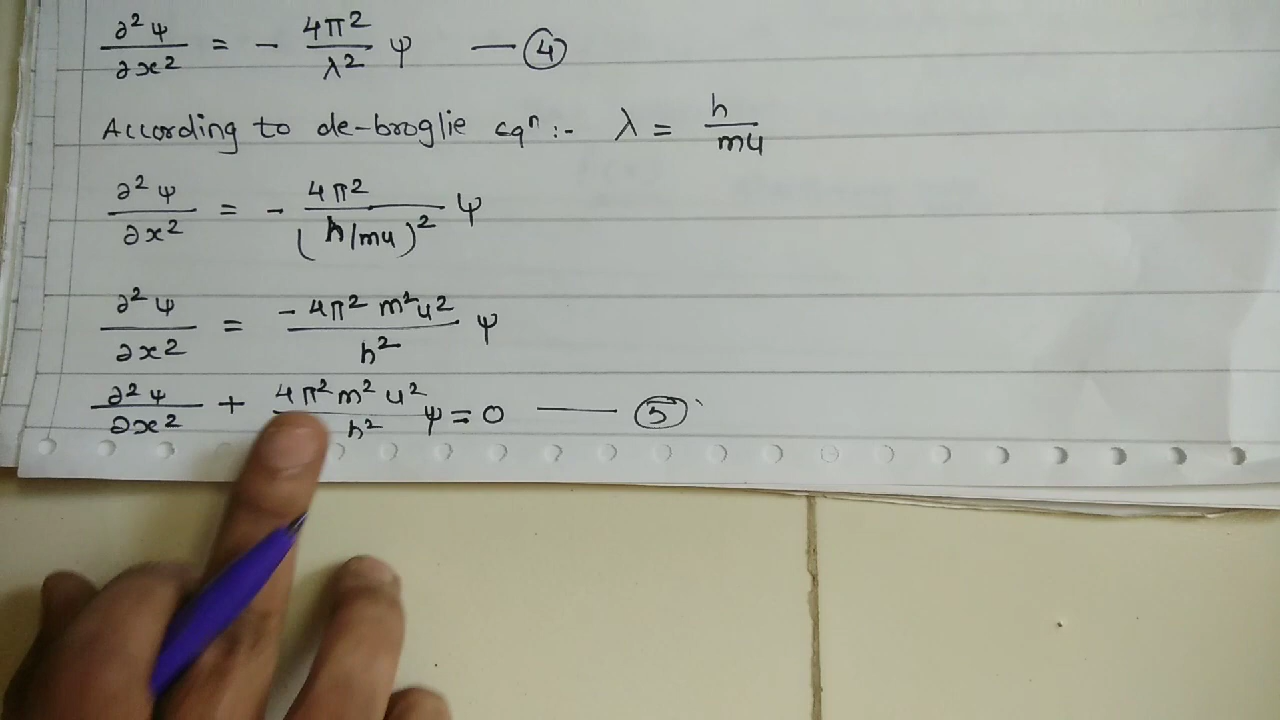 ∂²ψ/∂x² = - 4π²/λ² ψ — ④
According to de-broglie eqⁿ :- λ = h/mu
∂²ψ/∂x² = - 4π²/(h/mu)² ψ
∂²ψ/∂x² = -4π² m²u²/h² ψ
∂²ψ/∂x² + 4π²m²u²/h² ψ = 0 — ⑤